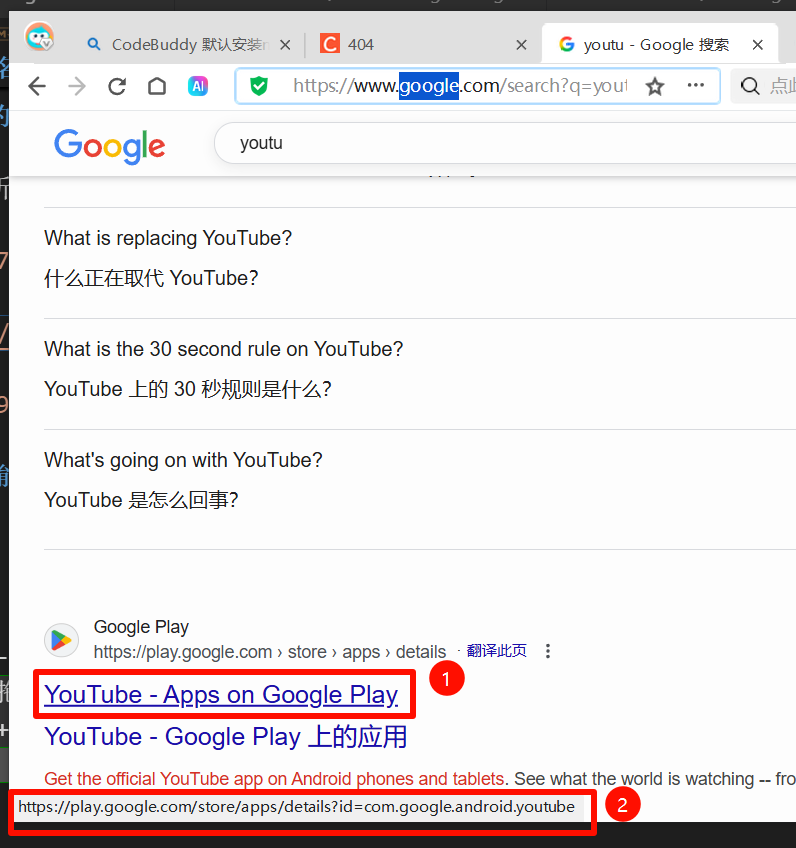 CodeBuddy 默认安装
404
youtu - Google 搜索
AI
https://www.google.com/search?q=yout
点此
Google
youtu
What is replacing YouTube?
什么正在取代 YouTube?
What is the 30 second rule on YouTube?
YouTube 上的 30 秒规则是什么?
What's going on with YouTube?
YouTube 是怎么回事?
Google Play
https://play.google.com › store › apps › details · 翻译此页
YouTube - Apps on Google Play
1
YouTube - Google Play 上的应用
Get the official YouTube app on Android phones and tablets. See what the world is watching -- fro
https://play.google.com/store/apps/details?id=com.google.android.youtube
2